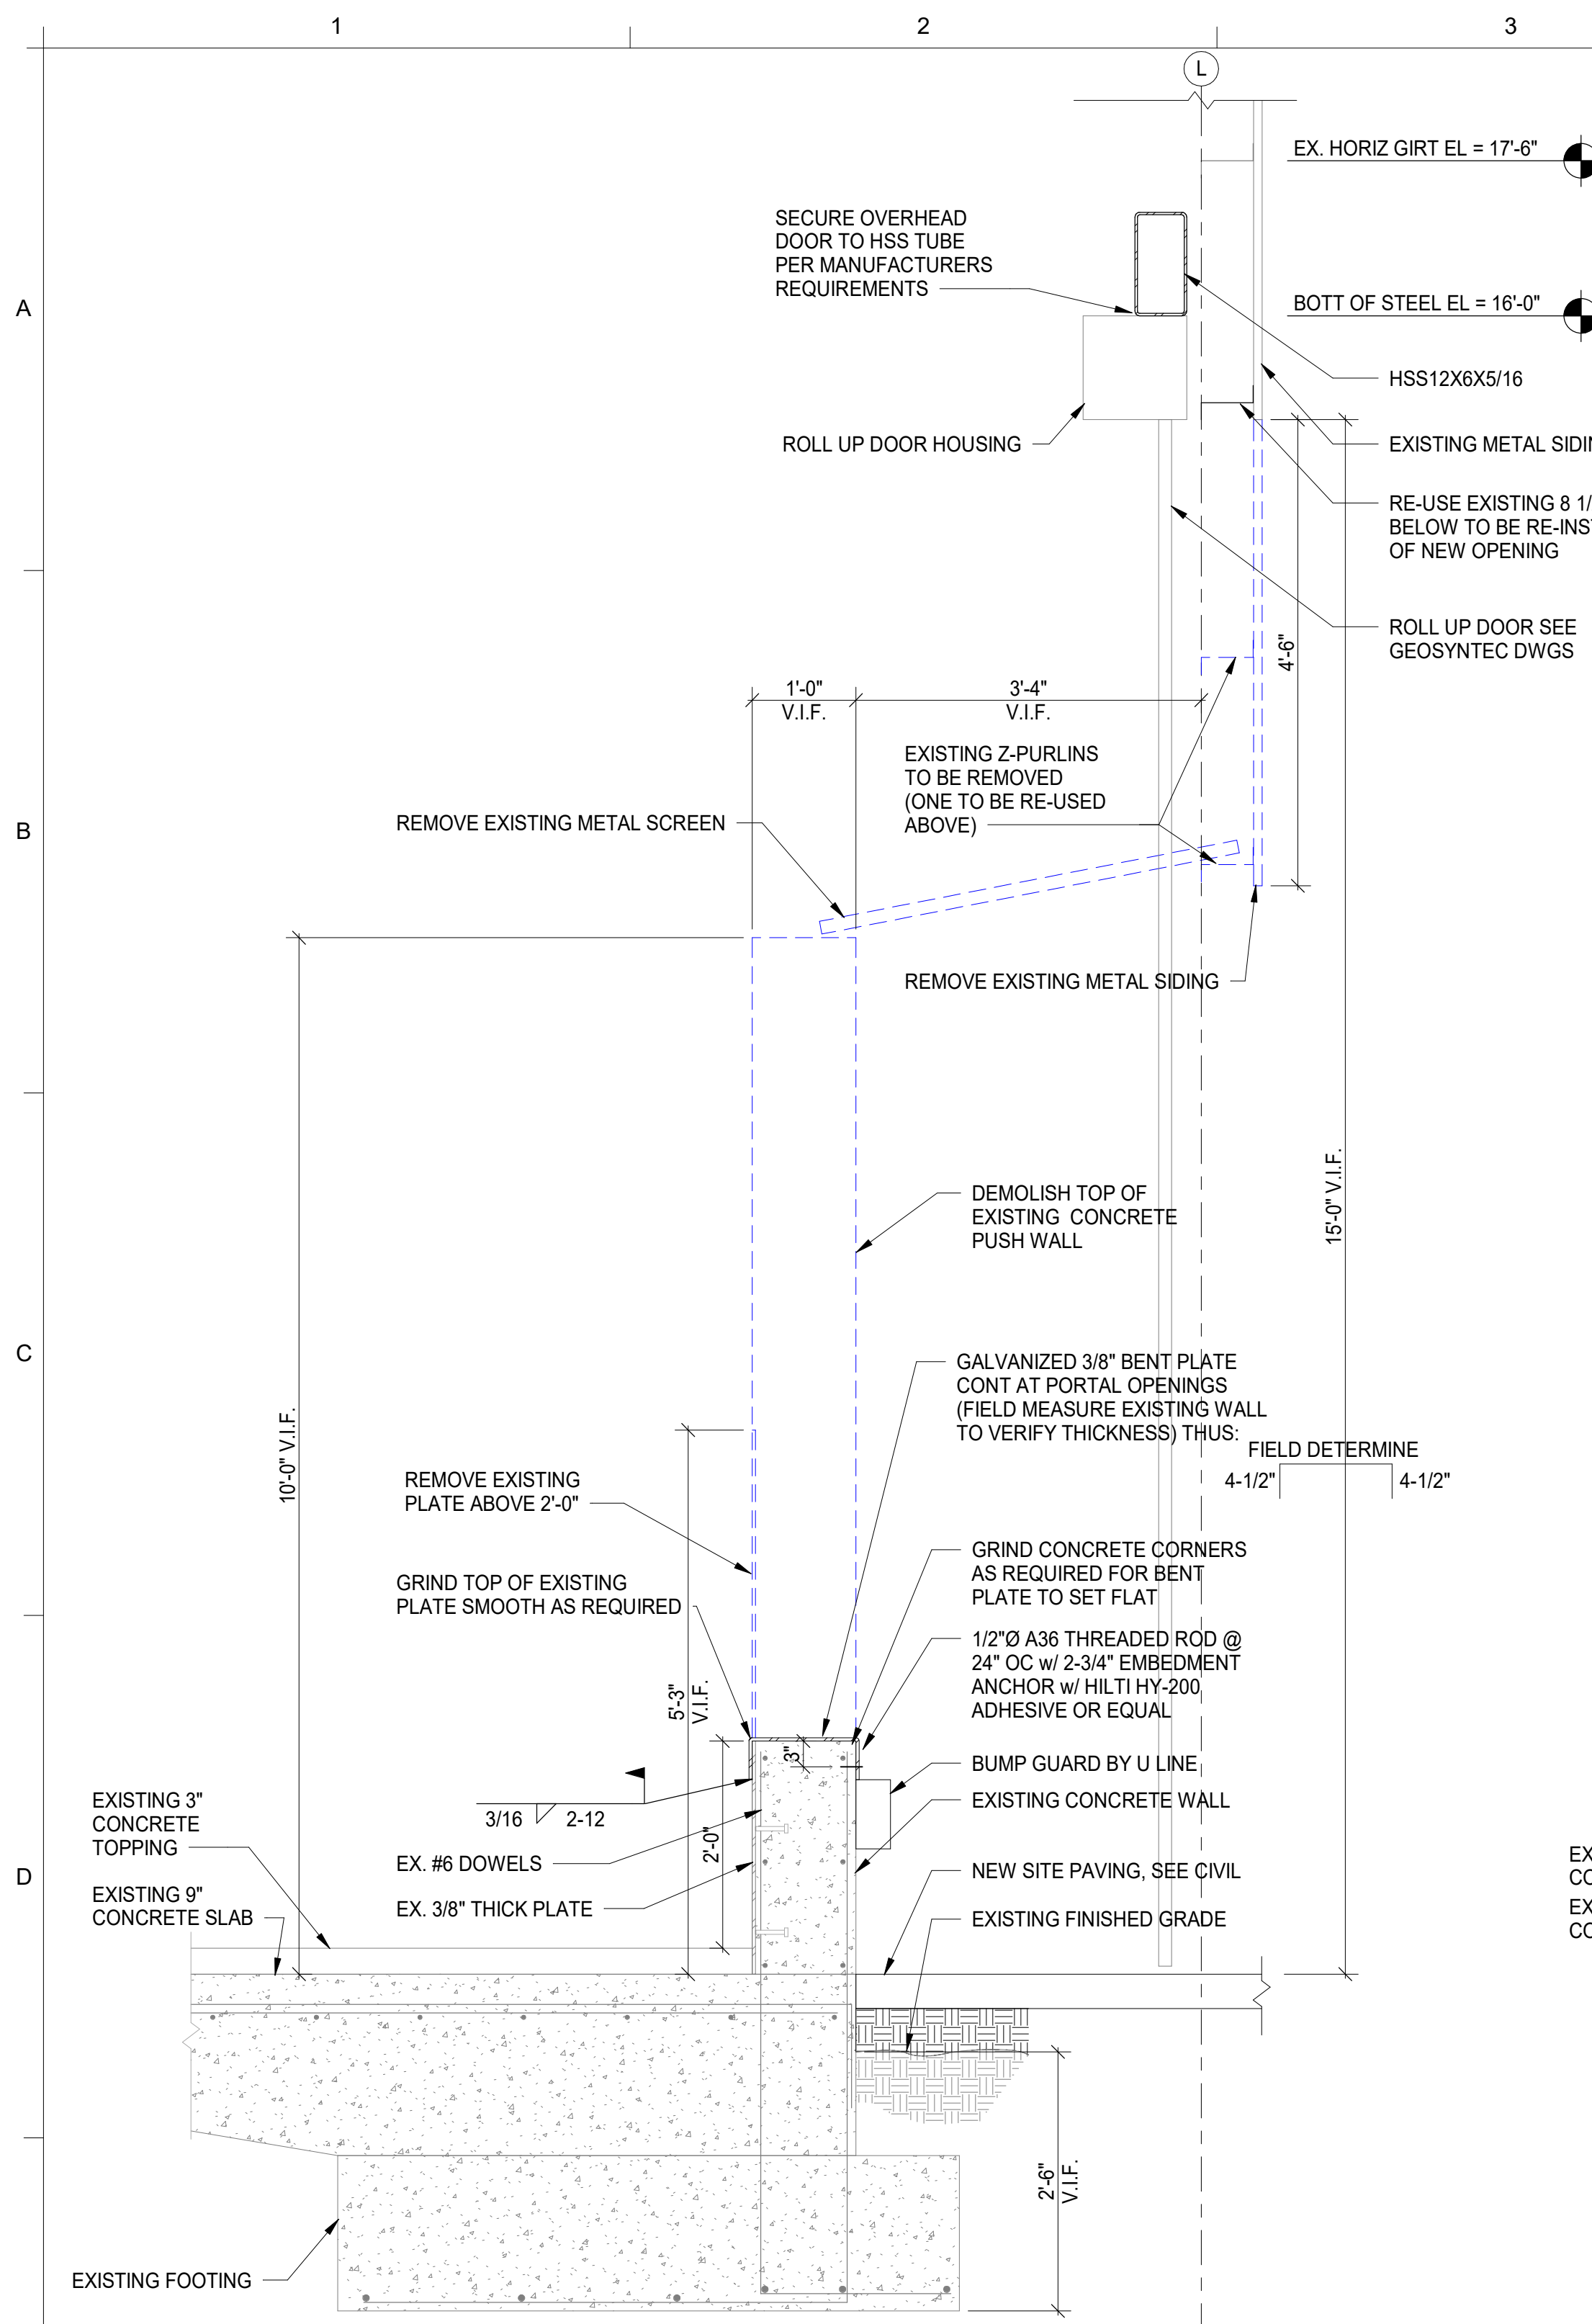 1
2
3
L
EX. HORIZ GIRT EL = 17'-6"
SECURE OVERHEAD
DOOR TO HSS TUBE
PER MANUFACTURERS
REQUIREMENTS
A
BOTT OF STEEL EL = 16'-0"
HSS12X6X5/16
ROLL UP DOOR HOUSING
EXISTING METAL
RE-USE EXISTING 8
BELOW TO BE
OF NEW OPENING
ROLL UP DOOR SEE
GEOSYNTEC DWGS
4'-6"
1'-0"
V.I.F.
3'-4"
V.I.F.
EXISTING Z-PURLINS
TO BE REMOVED
(ONE TO BE RE-USED
ABOVE)
B
REMOVE EXISTING METAL SCREEN
REMOVE EXISTING METAL SIDING
15'-0" V.I.F.
DEMOLISH TOP OF
EXISTING CONCRETE
PUSH WALL
C
GALVANIZED 3/8" BENT PLATE
CONT AT PORTAL OPENINGS
(FIELD MEASURE EXISTING WALL
TO VERIFY THICKNESS) THUS:
FIELD DETERMINE
4-1/2"
4-1/2"
10'-0" V.I.F.
REMOVE EXISTING
PLATE ABOVE 2'-0"
GRIND CONCRETE CORNERS
AS REQUIRED FOR BENT
PLATE TO SET FLAT
GRIND TOP OF EXISTING
PLATE SMOOTH AS REQUIRED
1/2"Ø A36 THREADED ROD @
24" OC w/ 2-3/4" EMBEDMENT
ANCHOR w/ HILTI HY-200
ADHESIVE OR EQUAL
5'-3"
V.I.F.
3"
BUMP GUARD BY U LINE
EXISTING CONCRETE WALL
3/16
2-12
EXISTING 3"
CONCRETE
TOPPING
2'-0"
EX. #6 DOWELS
D
NEW SITE PAVING, SEE CIVIL
EXISTING 9"
CONCRETE SLAB
EX. 3/8" THICK PLATE
EXISTING FINISHED GRADE
2'-6"
V.I.F.
EXISTING FOOTING